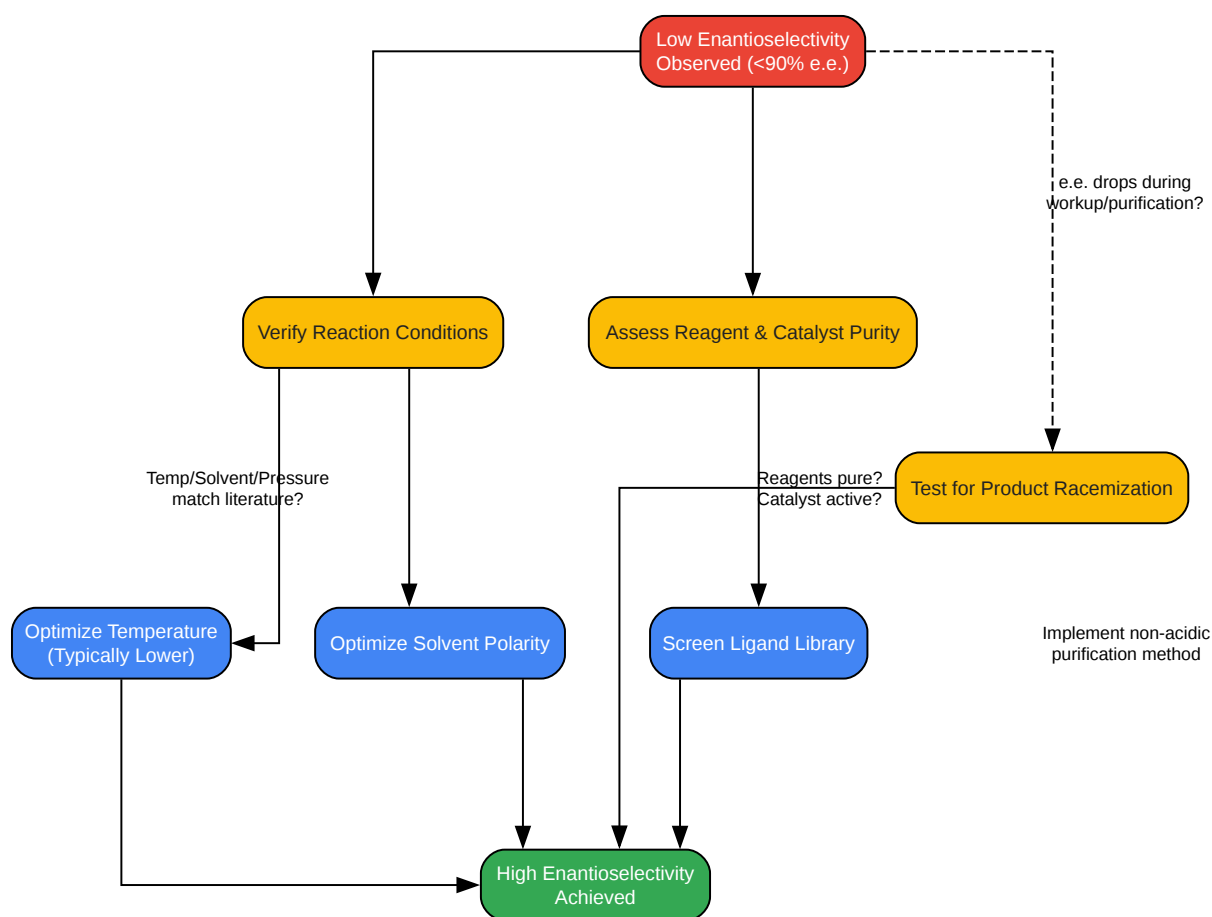 Low Enantioselectivity
Observed (<90% e.e.)
e.e. drops during
workup/purification?
Verify Reaction Conditions
Assess Reagent & Catalyst Purity
Temp/Solvent/Pressure
match literature?
Reagents pure?
Catalyst active?
Test for Product Racemization
Optimize Temperature
(Typically Lower)
Optimize Solvent Polarity
Screen Ligand Library
Implement non-acidic
purification method
High Enantioselectivity
Achieved